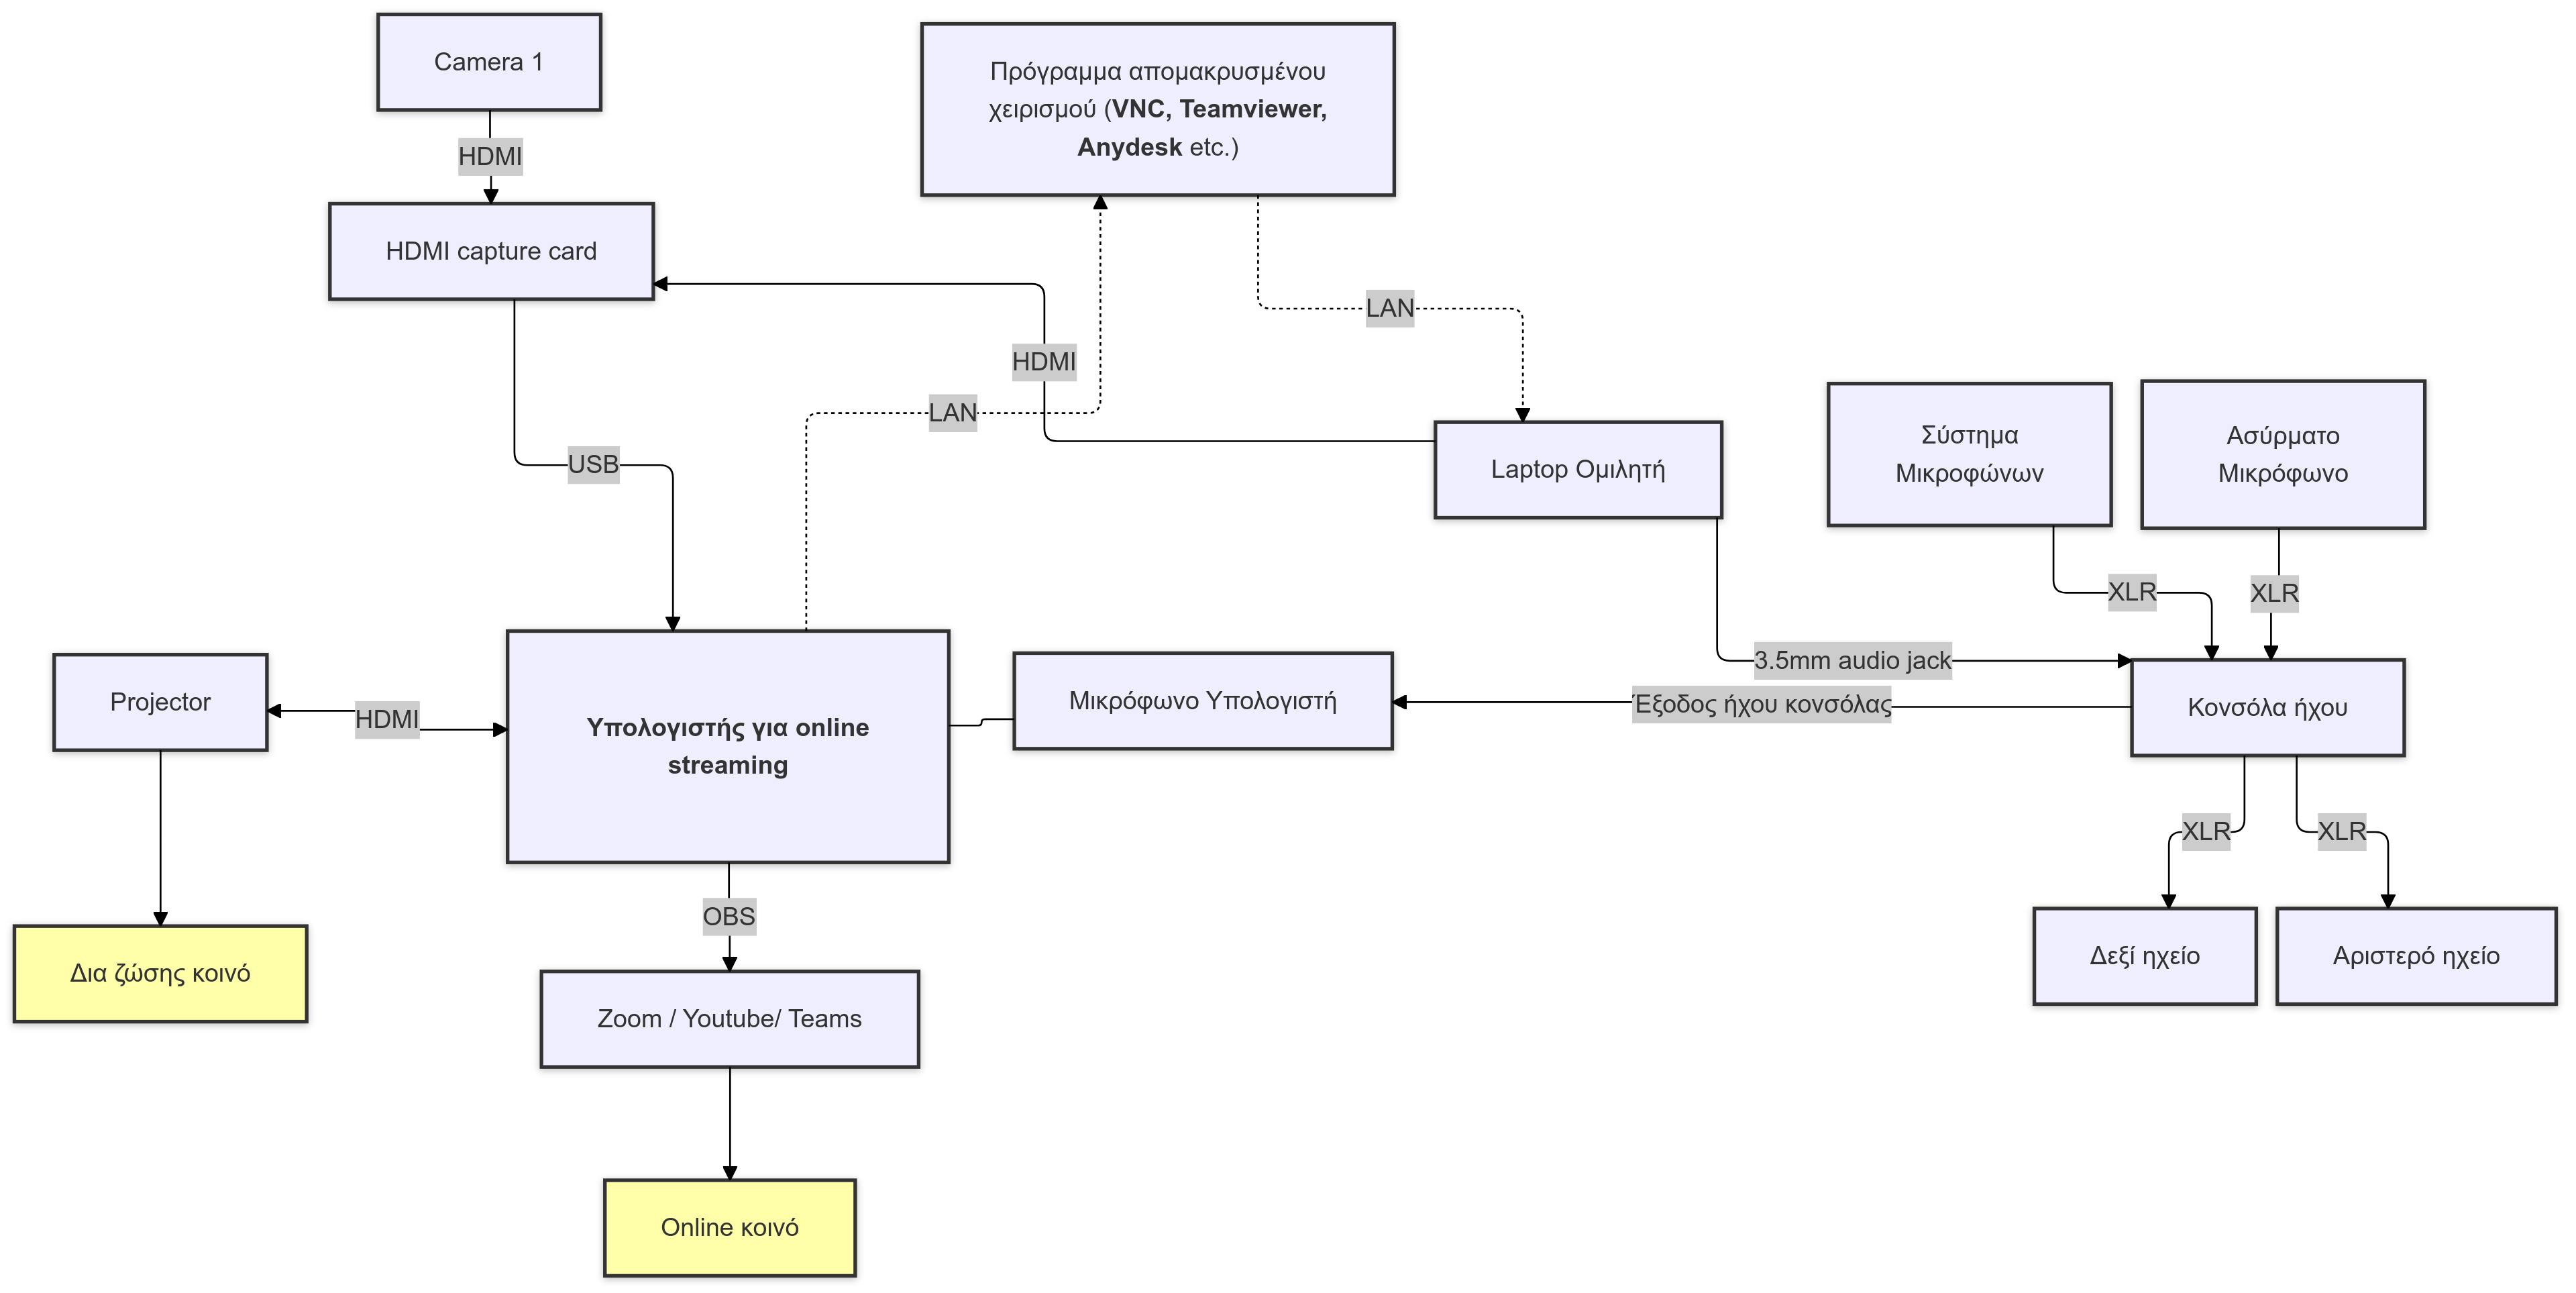 Camera 1
Πρόγραμμα απομακρυσμένου
χειρισμού (VNC, Teamviewer,
Anydesk etc.)
HDMI
HDMI capture card
LAN
HDMI
LAN
USB
Laptop Ομιλητή
Σύστημα
Μικροφώνων
Ασύρματο
Μικρόφωνο
XLR
XLR
3.5mm audio jack
Projector
HDMI
Υπολογιστής για online
streaming
Μικρόφωνο Υπολογιστή
Έξοδος ήχου κονσόλας
Κονσόλα ήχου
XLR
XLR
OBS
Δια ζώσης κοινό
Δεξί ηχείο
Αριστερό ηχείο
Zoom / Youtube/ Teams
Online κοινό